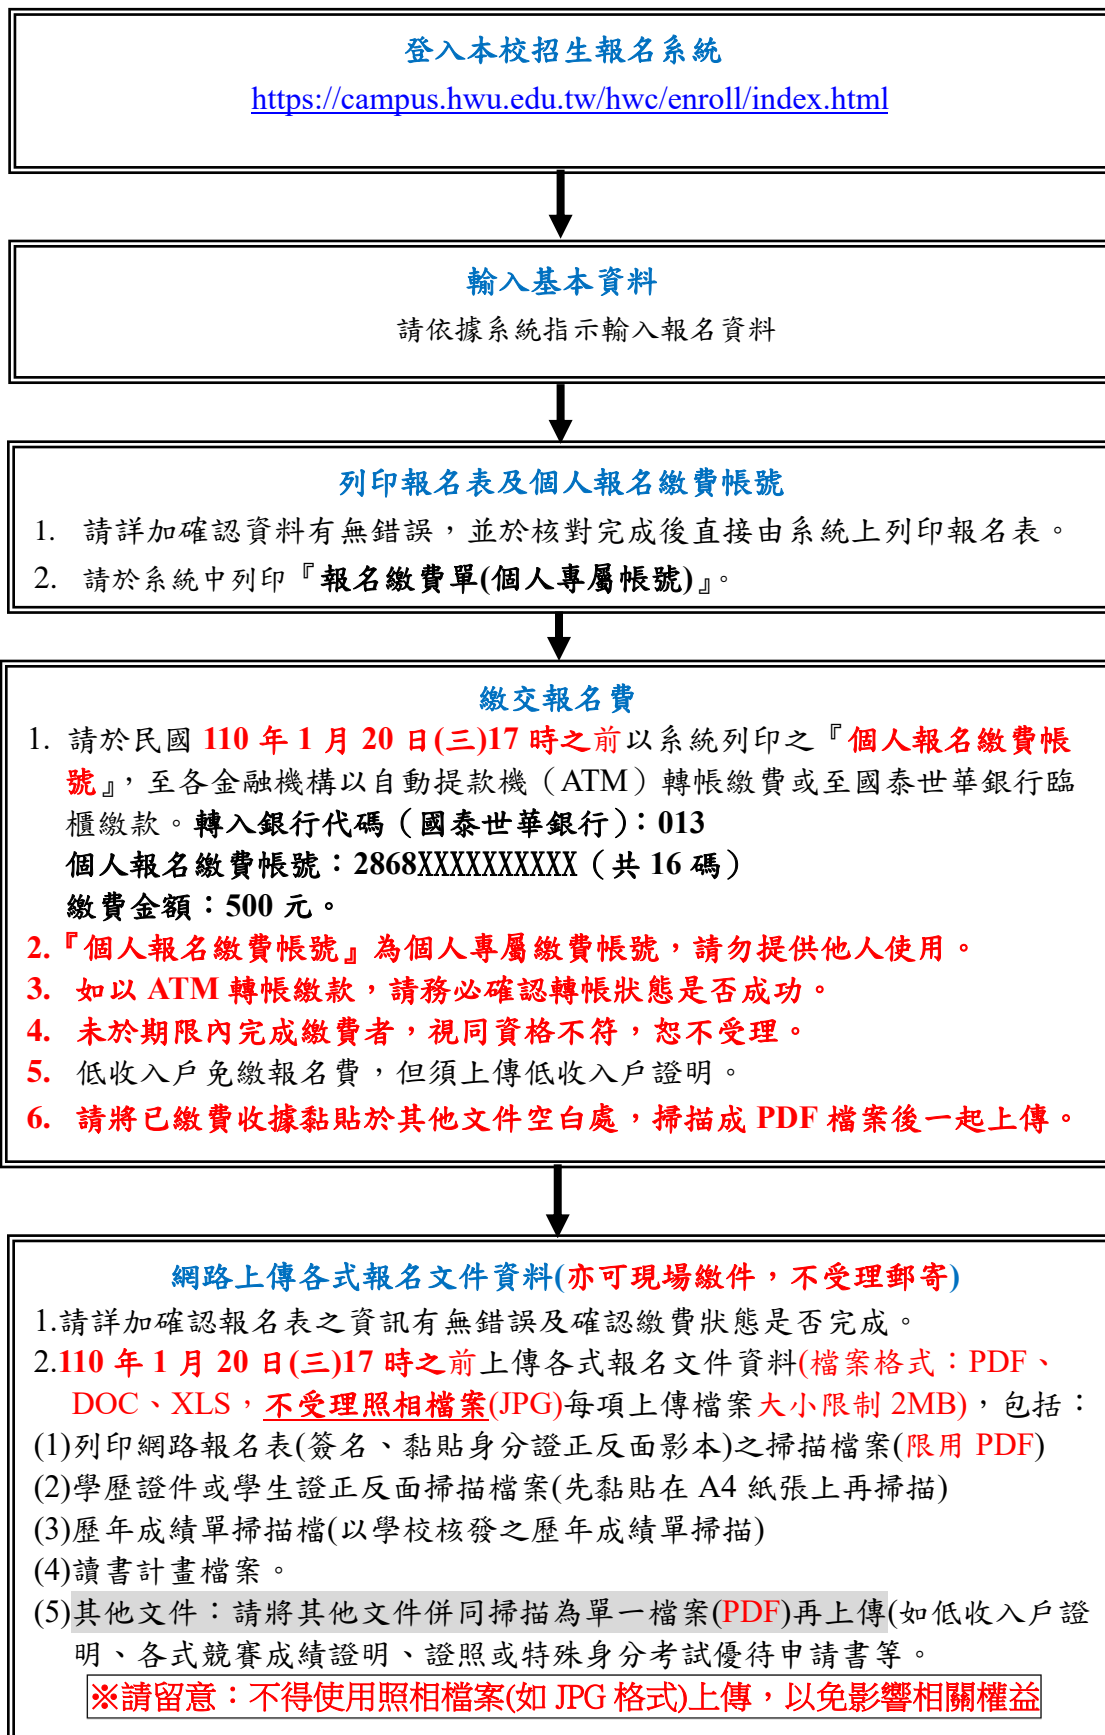 登入本校招生報名系統
https://campus.hwu.edu.tw/hwc/enroll/index.html
輸入基本資料
請依據系統指示輸入報名資料
列印報名表及個人報名繳費帳號
1. 請詳加確認資料有無錯誤，並於核對完成後直接由系統上列印報名表。
2. 請於系統中列印『報名繳費單(個人專屬帳號)』。
繳交報名費
1. 請於民國 110 年 1 月 20 日(三)17 時之前以系統列印之『個人報名繳費帳
號』，至各金融機構以自動提款機（ATM）轉帳繳費或至國泰世華銀行臨
櫃繳款。轉入銀行代碼（國泰世華銀行）：013
個人報名繳費帳號：2868XXXXXXXXXX（共 16 碼）
繳費金額：500 元。
2.『個人報名繳費帳號』為個人專屬繳費帳號，請勿提供他人使用。
3. 如以 ATM 轉帳繳款，請務必確認轉帳狀態是否成功。
4. 未於期限內完成繳費者，視同資格不符，恕不受理。
5. 低收入戶免繳報名費，但須上傳低收入戶證明。
6. 請將已繳費收據黏貼於其他文件空白處，掃描成 PDF 檔案後一起上傳。
網路上傳各式報名文件資料(亦可現場繳件，不受理郵寄)
1.請詳加確認報名表之資訊有無錯誤及確認繳費狀態是否完成。
2.110 年 1 月 20 日(三)17 時之前上傳各式報名文件資料(檔案格式：PDF、
DOC、XLS，不受理照相檔案(JPG)每項上傳檔案大小限制 2MB)，包括：
(1)列印網路報名表(簽名、黏貼身分證正反面影本)之掃描檔案(限用 PDF)
(2)學歷證件或學生證正反面掃描檔案(先黏貼在 A4 紙張上再掃描)
(3)歷年成績單掃描檔(以學校核發之歷年成績單掃描)
(4)讀書計畫檔案。
(5)其他文件：請將其他文件併同掃描為單一檔案(PDF)再上傳(如低收入戶證
明、各式競賽成績證明、證照或特殊身分考試優待申請書等。
※請留意：不得使用照相檔案(如 JPG 格式)上傳，以免影響相關權益